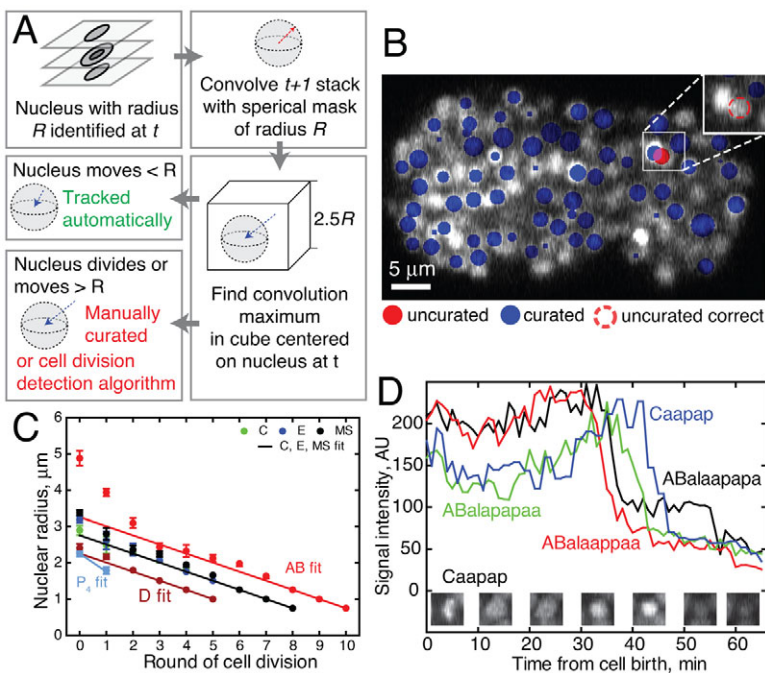 A
Nucleus with radius
R identified at t
Convolve t+1 stack
with sperical mask
of radius R
Nucleus moves < R
Tracked
automatically
2.5R
Find convolution
maximum
in cube centered
on nucleus at t
Nucleus divides or
moves > R
Manually
curated
or cell division
detection algorithm
B
5 μm
uncurated
curated
uncurated correct
C
C E MS
C, E, MS fit
AB fit
D fit
P4 fit
Nuclear radius, μm
6
5
4
3
2
1
0
0 1 2 3 4 5 6 7 8 9 10
Round of cell division
D
Signal intensity, AU
200
150
100
50
0
Caapap
ABalaapapa
ABalapapaa
ABalaappaa
Caapap
0 10 20 30 40 50 60
Time from cell birth, min